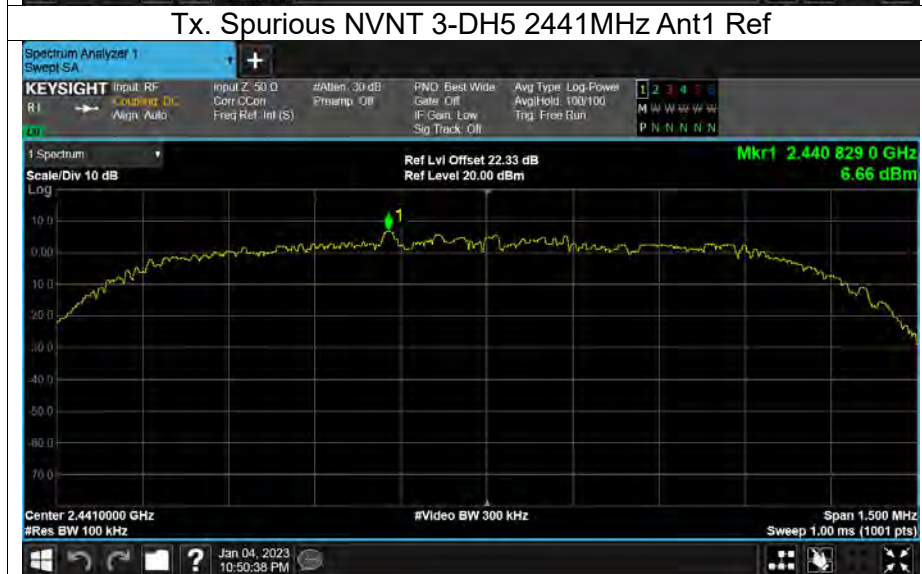 Tx. Spurious NVNT 3-DH5 2441MHz Ant1 Ref
Spectrum Analyzer 1
Swept SA
+
KEYSIGHT Input: RF
Coupling: DC
Align: Auto
Input Z: 50 Ω
Corr CCorr
Freq Ref: Int (S)
#Atten: 30 dB
Preamp: Off
PNO: Best Wide
Gate: Off
IF Gain: Low
Sig Track: Off
Avg Type: Log-Power
Avg|Hold: 100/100
Trig: Free Run
1 2 3 4 5 6
M W W W W W
P N N N N N
1 Spectrum
Scale/Div 10 dB
Log
Ref Lvl Offset 22.33 dB
Ref Level 20.00 dBm
Mkr1 2.440 829 0 GHz
6.66 dBm
1
10.0
0.00
-10.0
-20.0
-30.0
-40.0
-50.0
-60.0
-70.0
Center 2.4410000 GHz
#Res BW 100 kHz
#Video BW 300 kHz
Span 1.500 MHz
Sweep 1.00 ms (1001 pts)
?
Jan 04, 2023
10:50:38 PM